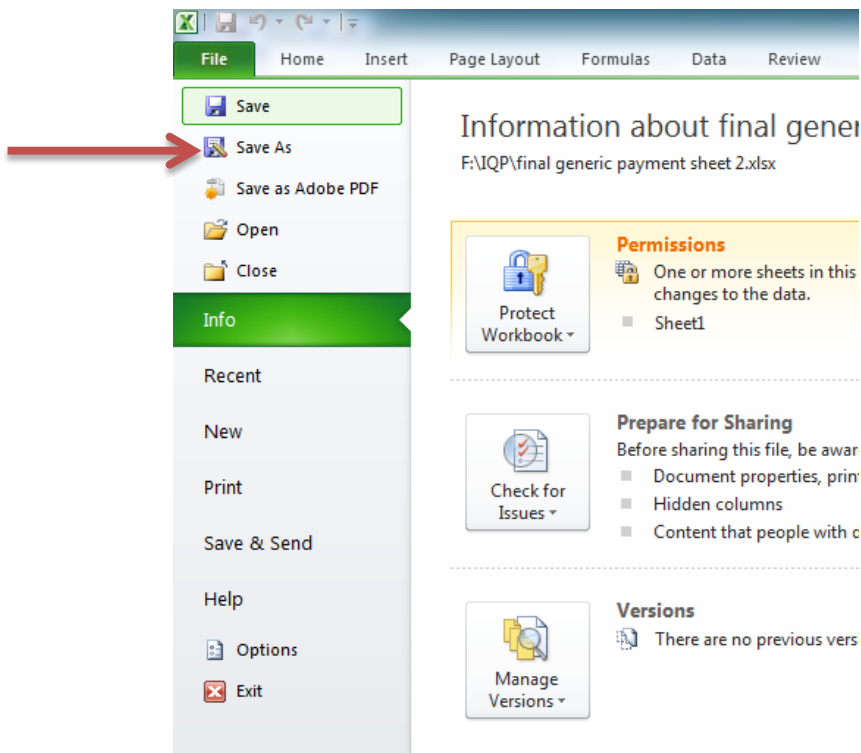 File Home Insert Page Layout Formulas Data Review
Save
Save As
Save as Adobe PDF
Open
Close
Info
Recent
New
Print
Save & Send
Help
Options
Exit
Information about final
F:\IQP\final generic payment sheet 2.xlsx
Protect
Workbook
Permissions
One or more sheets in this
changes to the data.
Sheet1
Check for
Issues
Prepare for Sharing
Before sharing this file, be
Document properties,
Hidden columns
Content that people with
Manage
Versions
Versions
There are no previous